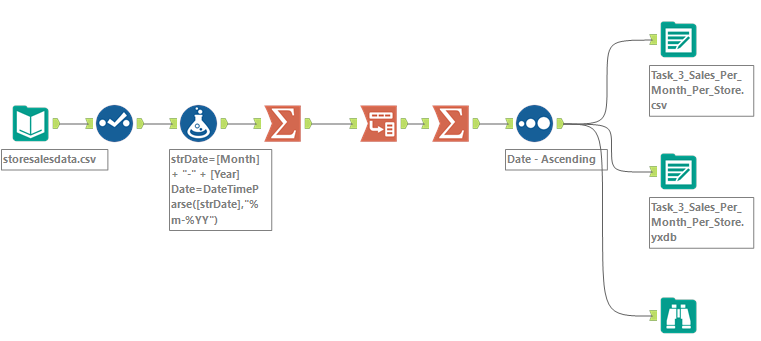 storesalesdata.csv
strDate=[Month]
+ "-" + [Year]
Date=DateTimeP
arse([strDate],"%
m-%YY")
Date - Ascending
Task_3_Sales_Per_
Month_Per_Store.
csv
Task_3_Sales_Per_
Month_Per_Store.
yxdb